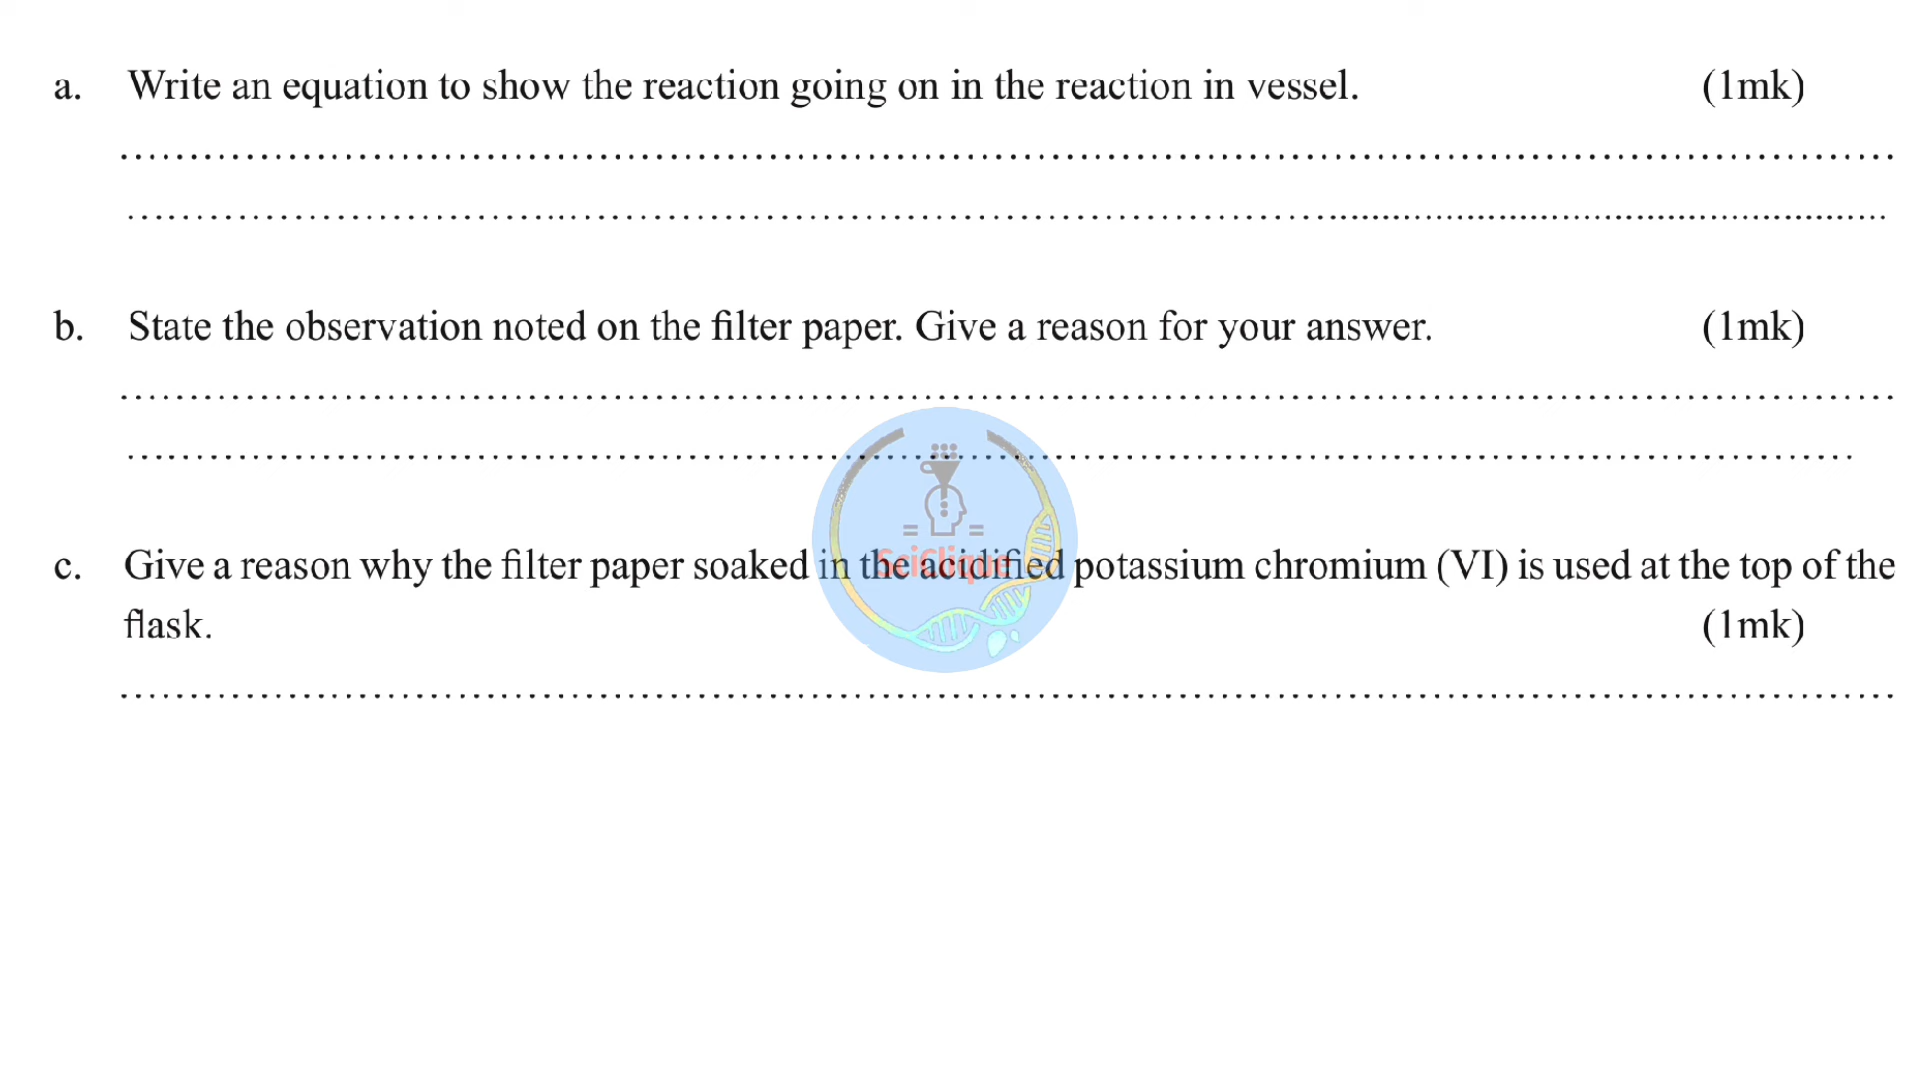 a. Write an equation to show the reaction going on in the reaction in vessel. (1mk)
b. State the observation noted on the filter paper. Give a reason for your answer. (1mk)
c. Give a reason why the filter paper soaked in the acidified potassium chromium (VI) is used at the top of the
flask. (1mk)
SciClique